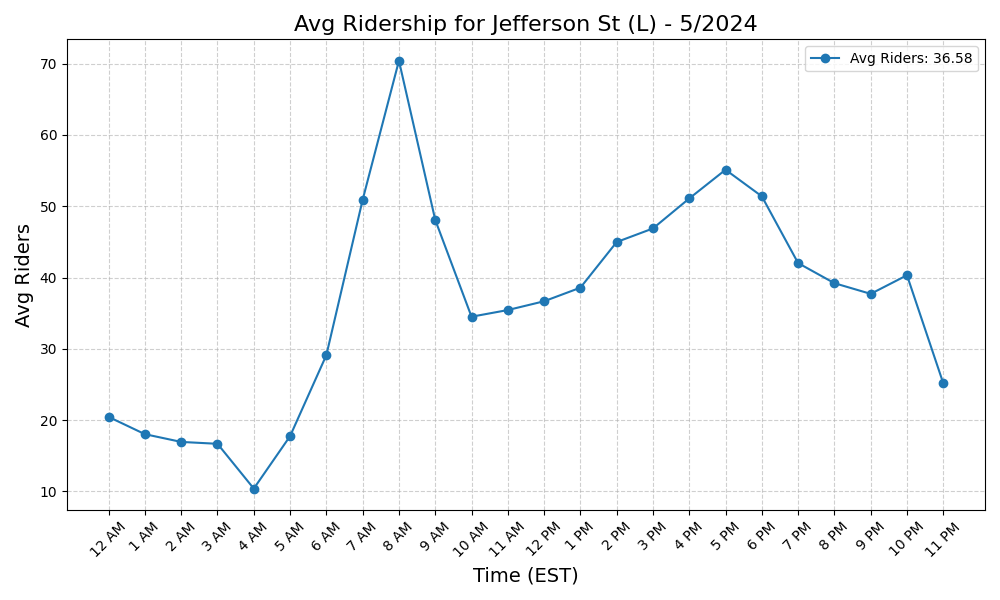 Avg Ridership for Jefferson St (L) - 5/2024
Avg Riders: 36.58
70
60
50
40
30
20
10
Avg Riders
12 AM
1 AM
2 AM
3 AM
4 AM
5 AM
6 AM
7 AM
8 AM
9 AM
10 AM
11 AM
12 PM
1 PM
2 PM
3 PM
4 PM
5 PM
6 PM
7 PM
8 PM
9 PM
10 PM
11 PM
Time (EST)